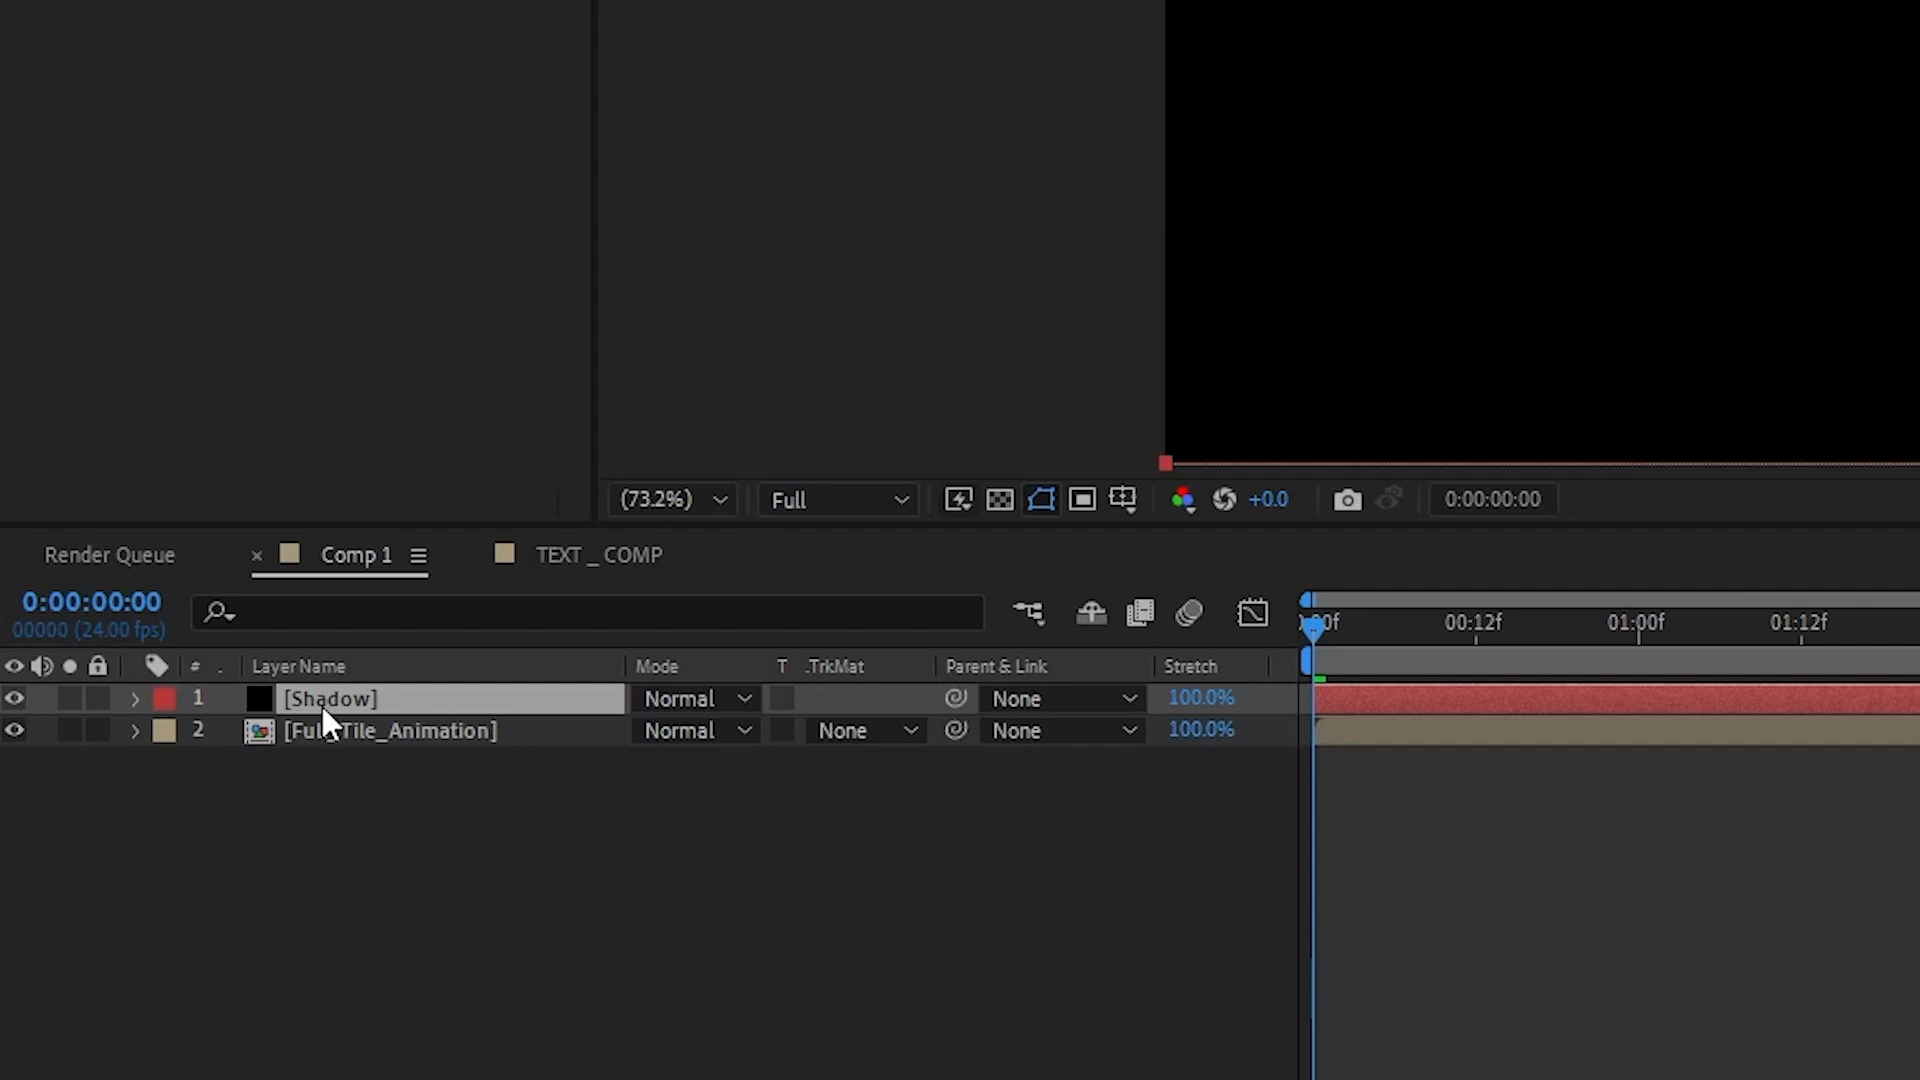 (73.2%) Full +0.0 0:00:00:00
Render Queue × Comp 1 TEXT _ COMP
0:00:00:00
00000 (24.00 fps)
00f 00:12f 01:00f 01:12f
# . Layer Name Mode T .TrkMat Parent & Link Stretch
1 [Shadow] Normal None 100.0%
2 [Full_Tile_Animation] Normal None None 100.0%